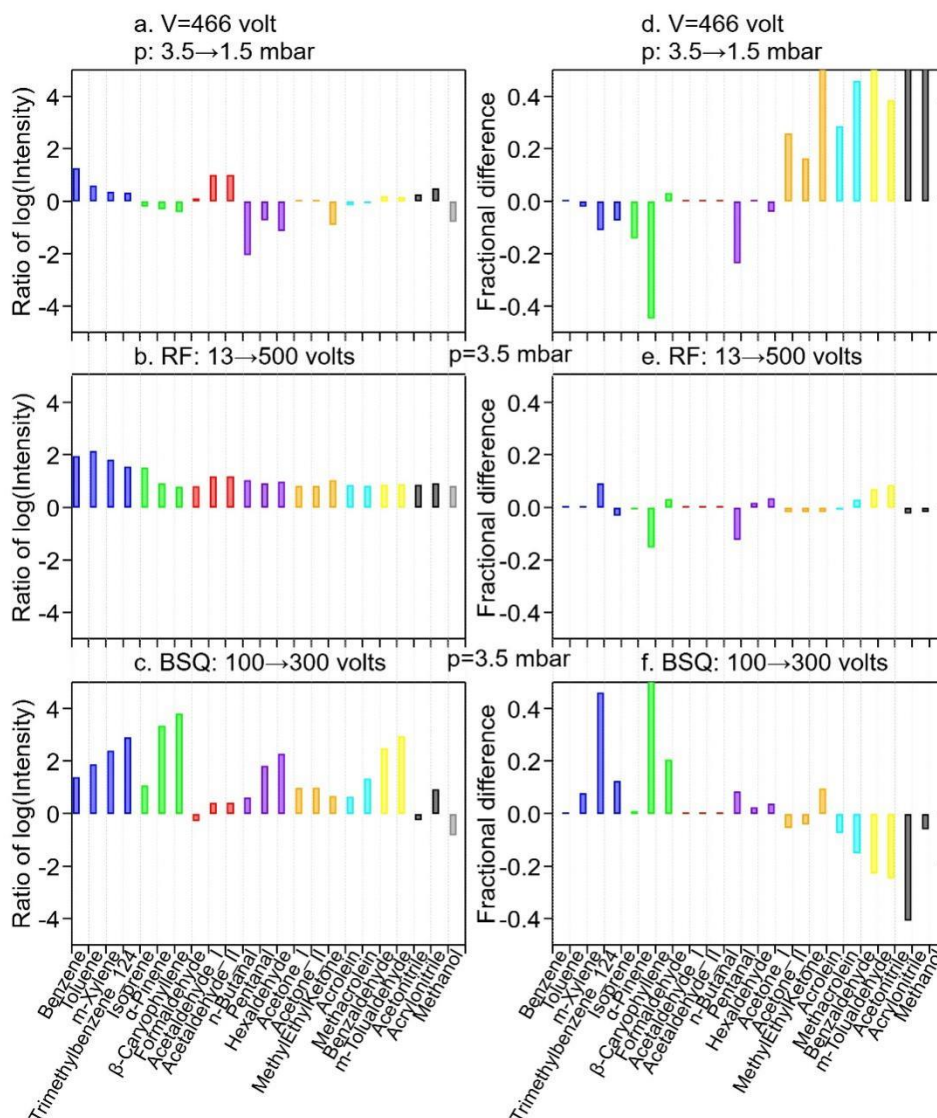 a. V=466 volt
p: 3.5→1.5 mbar
d. V=466 volt
p: 3.5→1.5 mbar
Ratio of log(Intensity)
4
2
0
-2
-4
Fractional difference
0.4
0.2
0.0
-0.2
-0.4
b. RF: 13→500 volts
p=3.5 mbar
e. RF: 13→500 volts
Ratio of log(Intensity)
4
2
0
-2
-4
Fractional difference
0.4
0.2
0.0
-0.2
-0.4
c. BSQ: 100→300 volts
p=3.5 mbar
f. BSQ: 100→300 volts
Ratio of log(Intensity)
4
2
0
-2
-4
Fractional difference
0.4
0.2
0.0
-0.2
-0.4
Benzene
Toluene
m-Xylene
Trimethylbenzene_124
Isoprene
α-Pinene
β-Caryophyllene
Formaldehyde
Acetaldehyde_I
Acetaldehyde_II
n-Butanal
Pentanal
Hexaldehyde
Acetone_I
Acetone_II
MethylEthylKetone
Acrolein
Methacrolein
Benzaldehyde
m-Tolualdehyde
Acetonitrile
Acrylonitrile
Methanol
Benzene
Toluene
m-Xylene
Trimethylbenzene_124
Isoprene
α-Pinene
β-Caryophyllene
Formaldehyde
Acetaldehyde_I
Acetaldehyde_II
n-Butanal
Pentanal
Hexaldehyde
Acetone_I
Acetone_II
MethylEthylKetone
Acrolein
Methacrolein
Benzaldehyde
m-Tolualdehyde
Acetonitrile
Acrylonitrile
Methanol